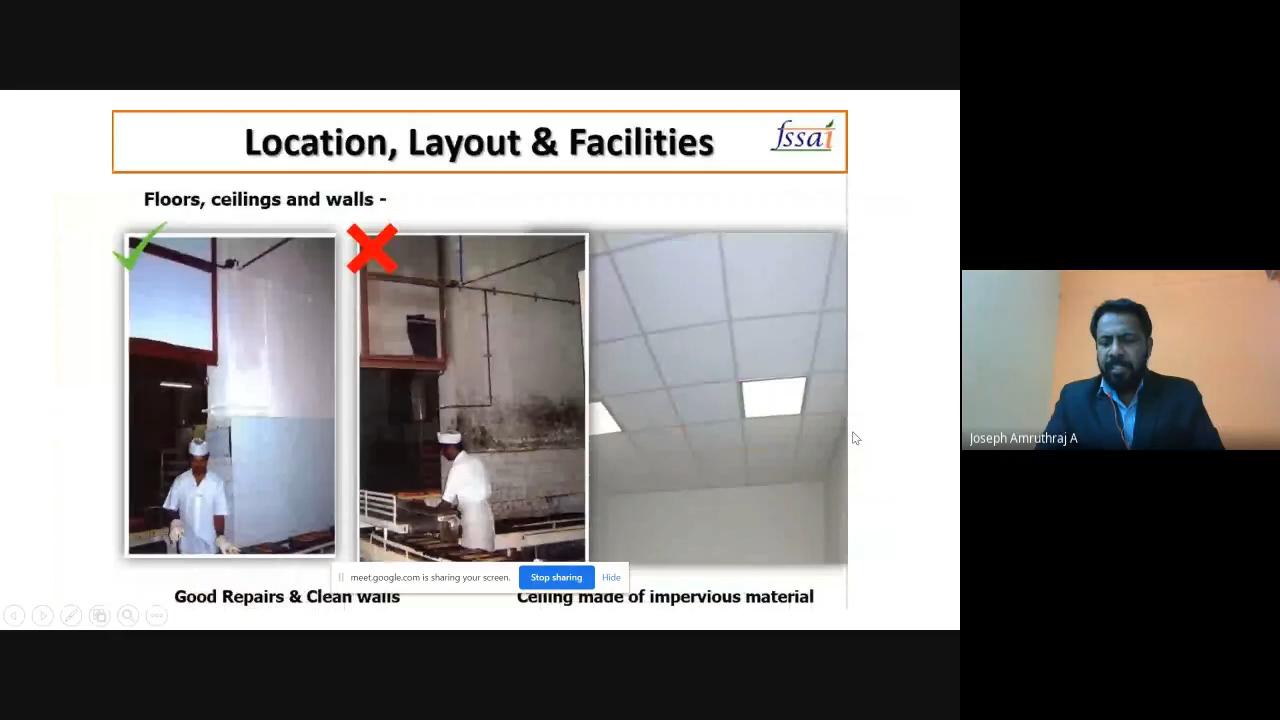 Location, Layout & Facilities
fssai
Floors, ceilings and walls -
meet.google.com is sharing your screen.
Stop sharing
Hide
Good Repairs & Clean walls
Ceiling made of impervious material
Joseph Amruthraj A